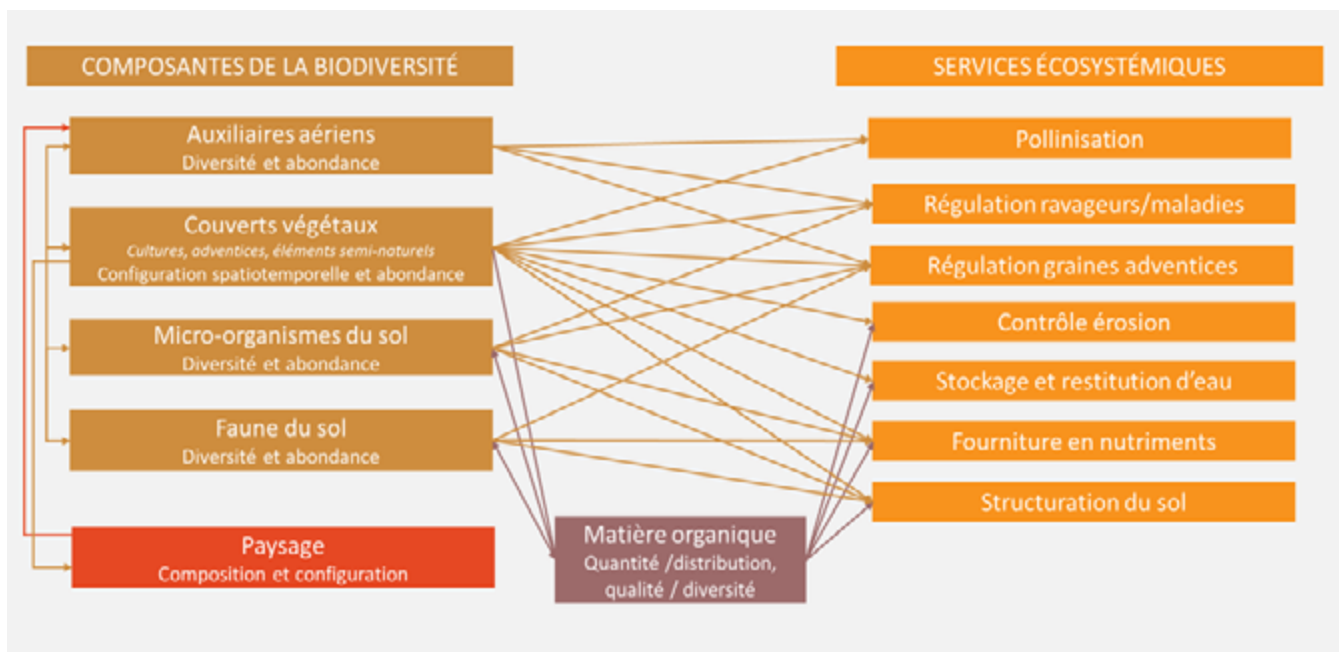 COMPOSANTES DE LA BIODIVERSITÉ
SERVICES ÉCOSYSTÉMIQUES
Auxiliaires aériens
Diversité et abondance
Couverts végétaux
Cultures, adventices, éléments semi-naturels
Configuration spatiotemporelle et abondance
Micro-organismes du sol
Diversité et abondance
Faune du sol
Diversité et abondance
Paysage
Composition et configuration
Matière organique
Quantité /distribution,
qualité / diversité
Pollinisation
Régulation ravageurs/maladies
Régulation graines adventices
Contrôle érosion
Stockage et restitution d'eau
Fourniture en nutriments
Structuration du sol